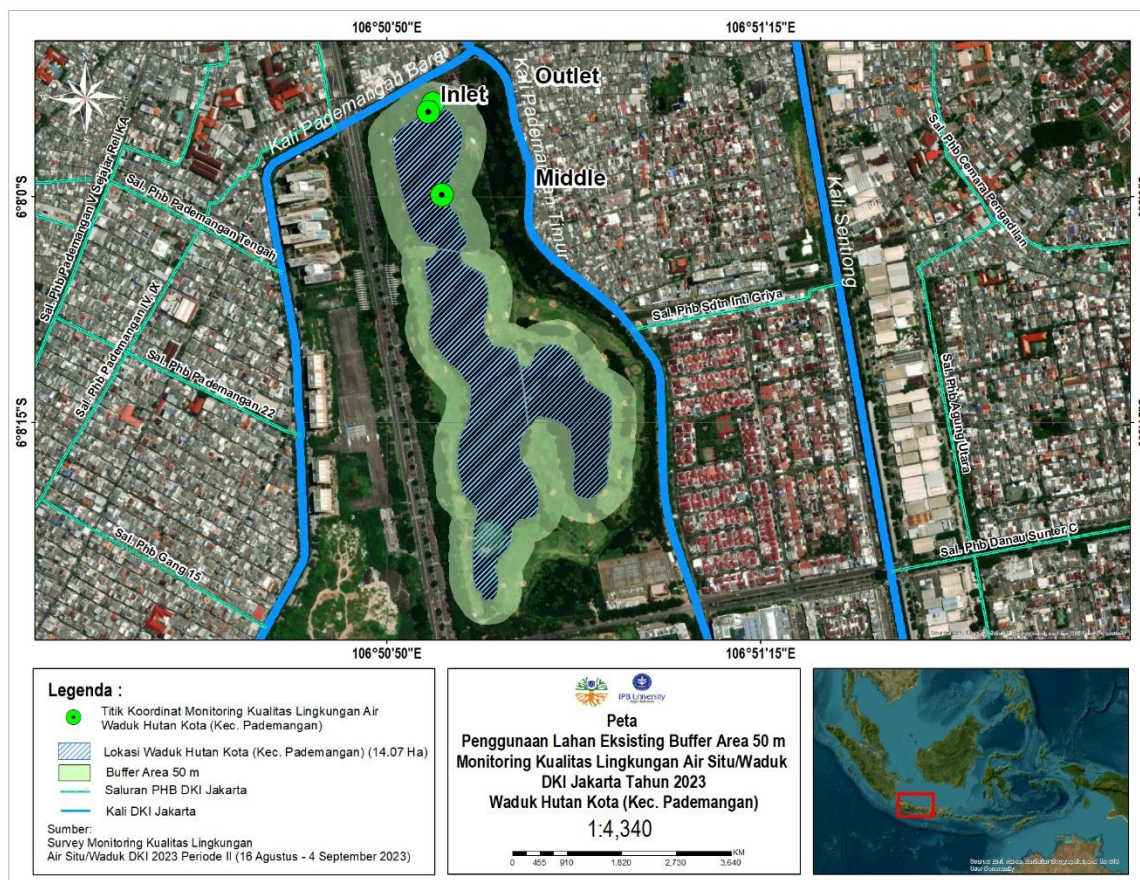 106°50'50"E
106°51'15"E
Kali Pademangan Barat
Inlet
Outlet
Kali Pademangan Timur
Middle
6°8'0"S
6°8'15"S
Sal. Phb Pademangan V Sejajar Rel KA
Sal. Phb Pademangan Tengah
Sal. Phb Pademangan IV, IX
Sal. Phb Pademangan 22
Sal. Phb Gang 15
Sal. Phb Sdtn Inti Griya
Kali Sentiong
Sal. Phb Cemara Pengadilan
Sal. Phb Agung Utara
Sal. Phb Danau Sunter C
106°50'50"E
106°51'15"E
Legenda :
Titik Koordinat Monitoring Kualitas Lingkungan Air
Waduk Hutan Kota (Kec. Pademangan)
Lokasi Waduk Hutan Kota (Kec. Pademangan) (14.07 Ha)
Buffer Area 50 m
Saluran PHB DKI Jakarta
Kali DKI Jakarta
Sumber:
Survey Monitoring Kualitas Lingkungan
Air Situ/Waduk DKI 2023 Periode II (16 Agustus - 4 September 2023)
IPB University
Peta
Penggunaan Lahan Eksisting Buffer Area 50 m
Monitoring Kualitas Lingkungan Air Situ/Waduk
DKI Jakarta Tahun 2023
Waduk Hutan Kota (Kec. Pademangan)
1:4,340
KM
0 455 910 1,820 2,730 3,640
User Community